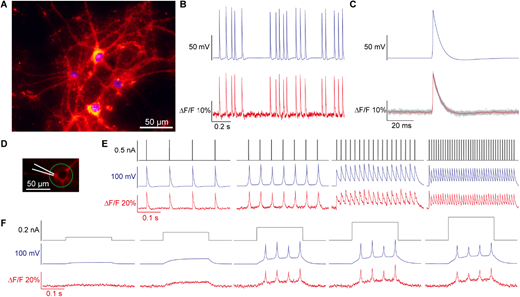 A
50 µm
B
50 mV
ΔF/F 10%
0.2 s
C
50 mV
ΔF/F 10%
20 ms
D
50 µm
E
0.5 nA
100 mV
ΔF/F 20%
0.1 s
F
0.2 nA
100 mV
ΔF/F 20%
0.1 s